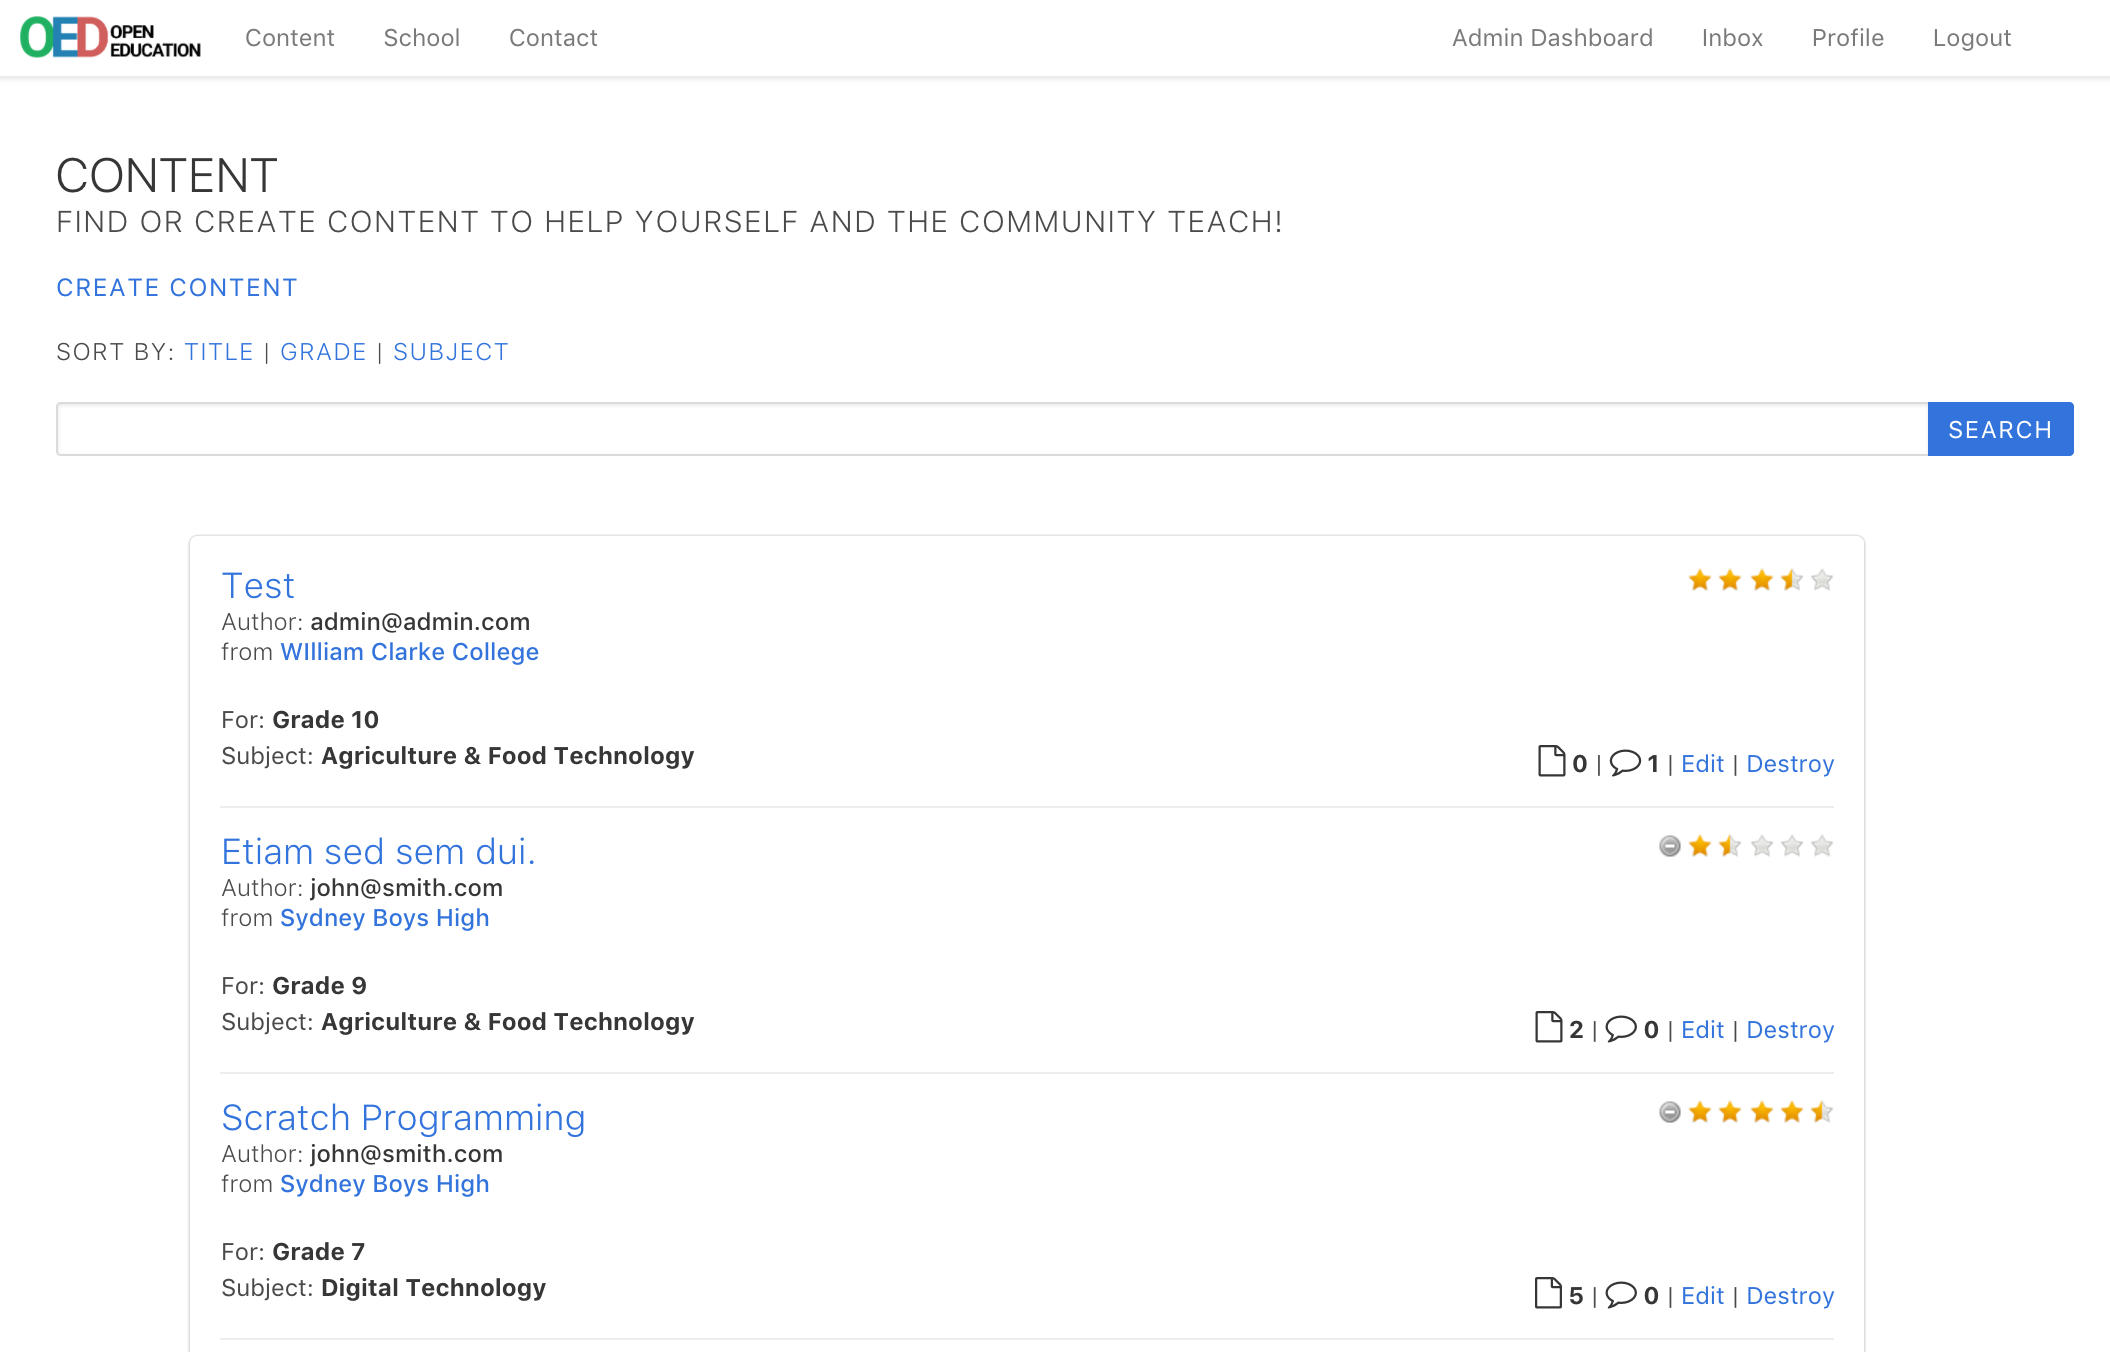 OED OPEN EDUCATION Content School Contact Admin Dashboard Inbox Profile Logout
CONTENT
FIND OR CREATE CONTENT TO HELP YOURSELF AND THE COMMUNITY TEACH!
CREATE CONTENT
SORT BY: TITLE | GRADE | SUBJECT
SEARCH
Test
Author: admin@admin.com
from WIlliam Clarke College
For: Grade 10
Subject: Agriculture & Food Technology
0 | 1 | Edit | Destroy
Etiam sed sem dui.
Author: john@smith.com
from Sydney Boys High
For: Grade 9
Subject: Agriculture & Food Technology
2 | 0 | Edit | Destroy
Scratch Programming
Author: john@smith.com
from Sydney Boys High
For: Grade 7
Subject: Digital Technology
5 | 0 | Edit | Destroy